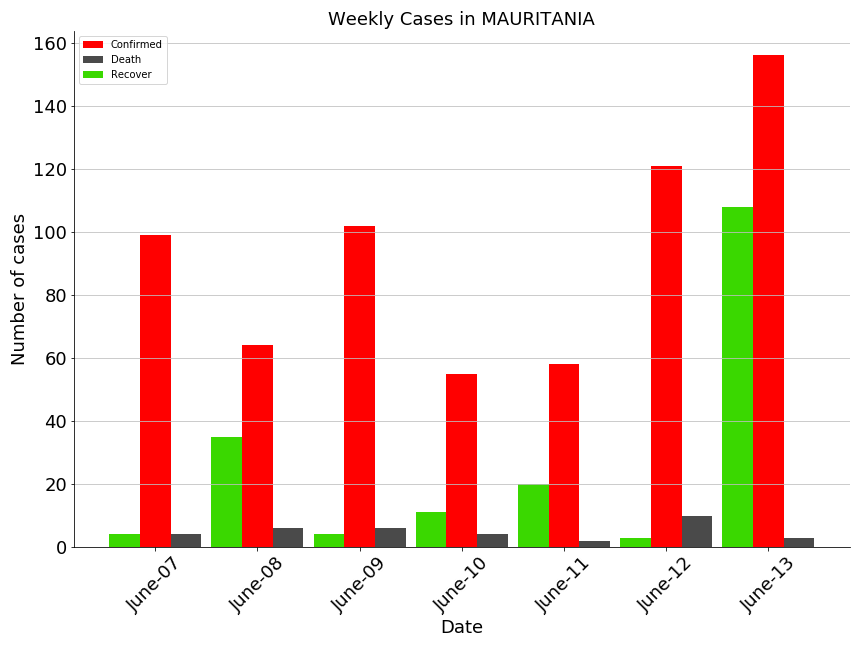 Weekly Cases in MAURITANIA
Confirmed
Death
Recover
Number of cases
160
140
120
100
80
60
40
20
0
June-07
June-08
June-09
June-10
June-11
June-12
June-13
Date